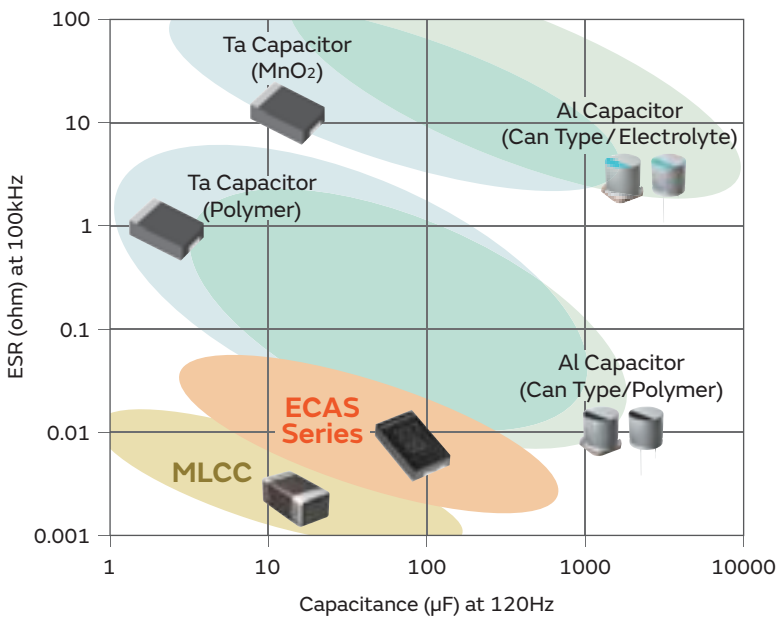 100
10
1
0.1
0.01
0.001
ESR (ohm) at 100kHz
Ta Capacitor
(MnO₂)
Al Capacitor
(Can Type/Electrolyte)
Ta Capacitor
(Polymer)
Al Capacitor
(Can Type/Polymer)
ECAS
Series
MLCC
1
10
100
1000
10000
Capacitance (μF) at 120Hz